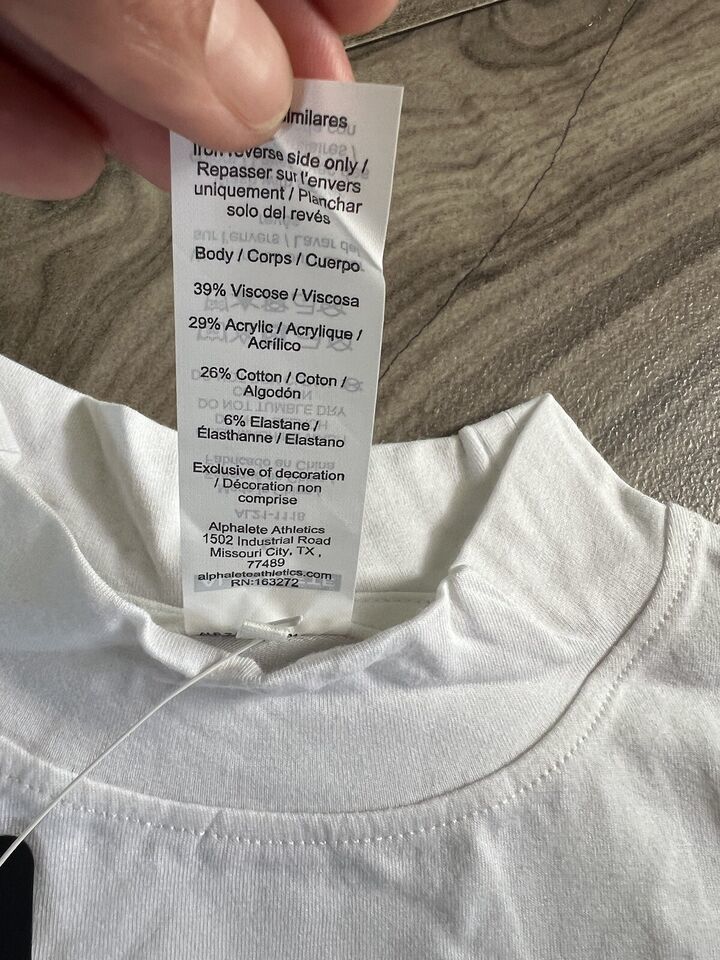 Iron reverse side only /
Repasser sur l'envers
uniquement / Planchar
solo del revés
Body / Corps / Cuerpo
39% Viscose / Viscosa
29% Acrylic / Acrylique /
Acrílico
26% Cotton / Coton /
Algodón
6% Elastane /
Élasthanne / Elastano
Exclusive of decoration
/ Décoration non
comprise
Alphalete Athletics
1502 Industrial Road
Missouri City, TX ,
77489
alphaleteathletics.com
RN:163272